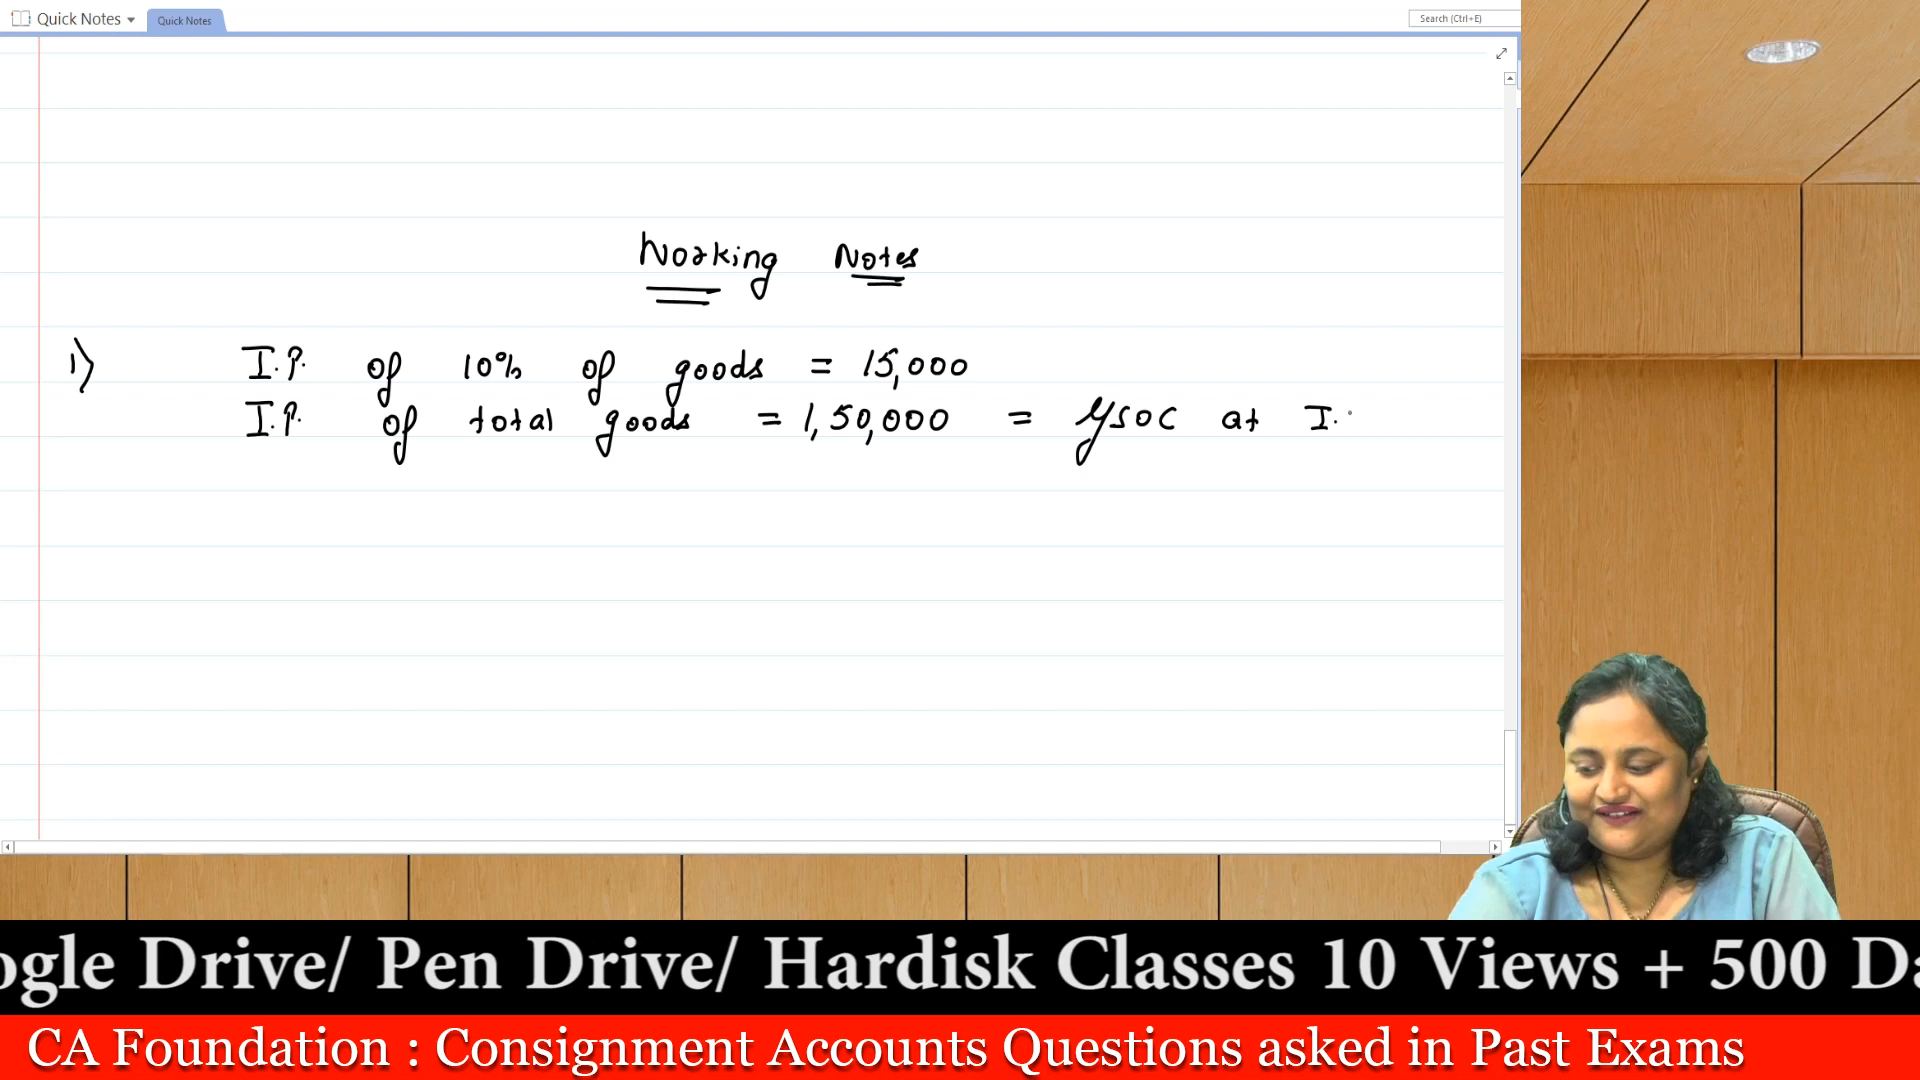 Quick Notes
Quick Notes
Search (Ctrl+E)
Working Notes
1) I.P. of 10% of goods = 15,000
I.P. of total goods = 1,50,000 = GSOC at I.
ogle Drive/ Pen Drive/ Hardisk Classes 10 Views + 500 Da
CA Foundation : Consignment Accounts Questions asked in Past Exams